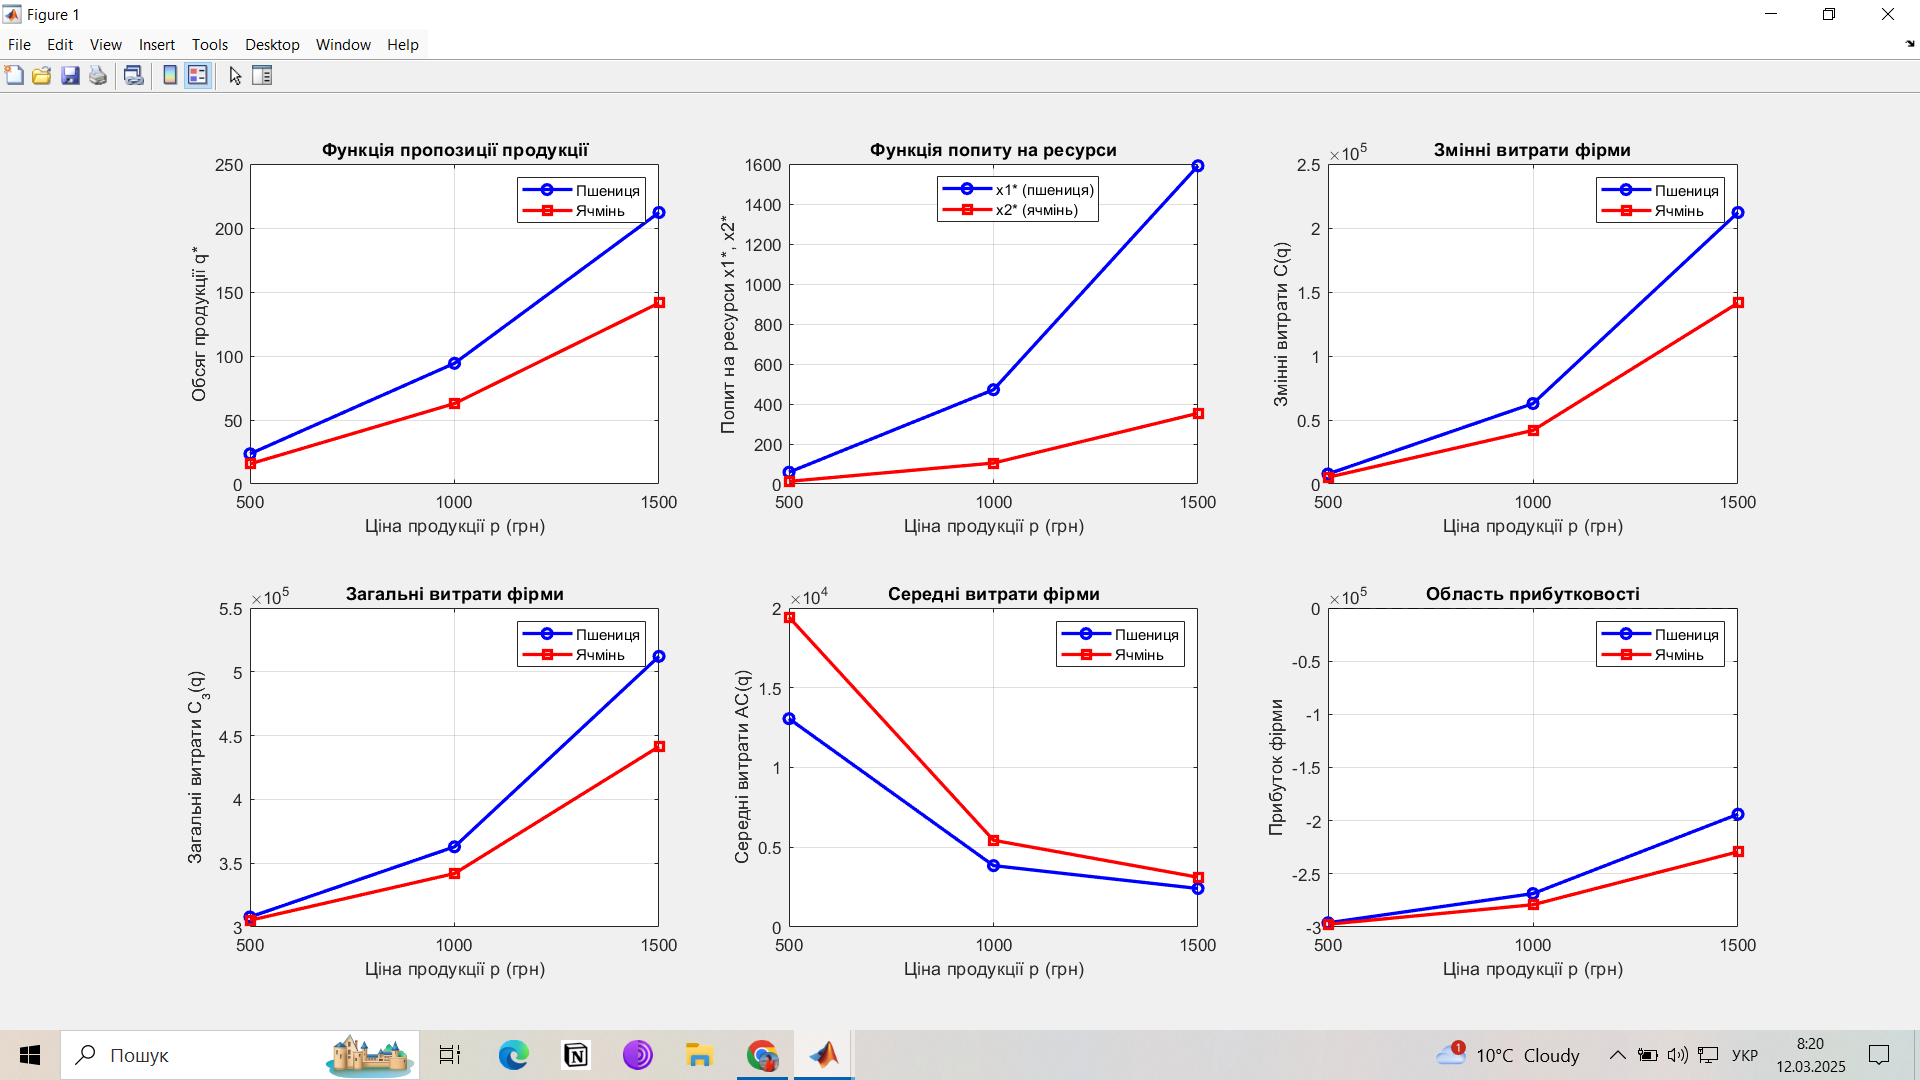 Figure 1
File Edit View Insert Tools Desktop Window Help
Функція пропозиції продукції
250
200
150
100
50
0
500 1000 1500
Обсяг продукції q*
Ціна продукції p (грн)
Пшениця
Ячмінь
Функція попиту на ресурси
1600
1400
1200
1000
800
600
400
200
0
500 1000 1500
Попит на ресурси x1*, x2*
Ціна продукції p (грн)
x1* (пшениця)
x2* (ячмінь)
Змінні витрати фірми
×10^5
2.5
2
1.5
1
0.5
0
500 1000 1500
Змінні витрати C(q)
Ціна продукції p (грн)
Пшениця
Ячмінь
Загальні витрати фірми
×10^5
5.5
5
4.5
4
3.5
3
500 1000 1500
Загальні витрати C_з(q)
Ціна продукції p (грн)
Пшениця
Ячмінь
Середні витрати фірми
×10^4
2
1.5
1
0.5
0
500 1000 1500
Середні витрати AC(q)
Ціна продукції p (грн)
Пшениця
Ячмінь
Область прибутковості
×10^5
0
-0.5
-1
-1.5
-2
-2.5
-3
500 1000 1500
Прибуток фірми
Ціна продукції p (грн)
Пшениця
Ячмінь
Пошук
1
10°C Cloudy
УКР
8:20
12.03.2025